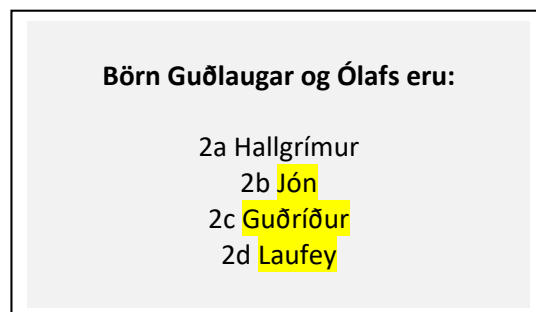 Börn Guðlaugar og Ólafs eru:
2a Hallgrímur
2b Jón
2c Guðríður
2d Laufey